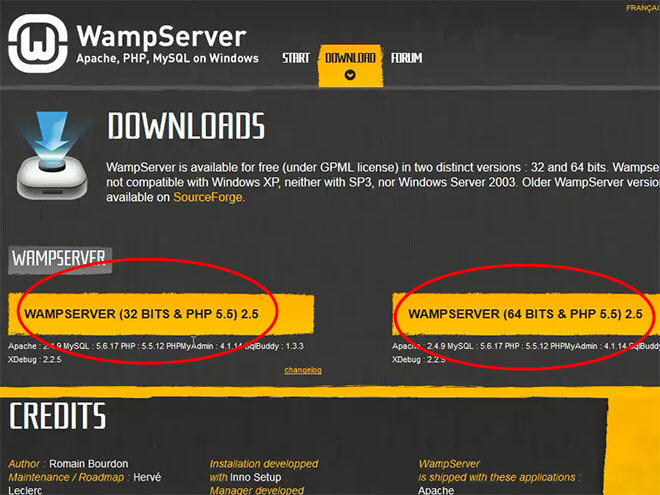 FRANÇAI
WampServer
Apache, PHP, MySQL on Windows
START DOWNLOAD FORUM
DOWNLOADS
WampServer is available for free (under GPML license) in two distinct versions : 32 and 64 bits. Wampse
not compatible with Windows XP, neither with SP3, nor Windows Server 2003. Older WampServer versio
available on SourceForge.
WAMPSERVER
WAMPSERVER (32 BITS & PHP 5.5) 2.5
WAMPSERVER (64 BITS & PHP 5.5) 2.5
Apache : 2.4.9 MySQL : 5.6.17 PHP : 5.5.12 PHPMyAdmin : 4.1.14 SqlBuddy : 1.3.3
XDebug : 2.2.5
Apache : 2.4.9 MySQL : 5.6.17 PHP : 5.5.12 PHPMyAdmin : 4.1.14 SqlBuddy
XDebug : 2.2.5
changelog
CREDITS
Author : Romain Bourdon
Maintenance / Roadmap : Hervé
Leclerc
Installation developped
with Inno Setup
Manager developed
WampServer
is shipped with these applications :
Apache